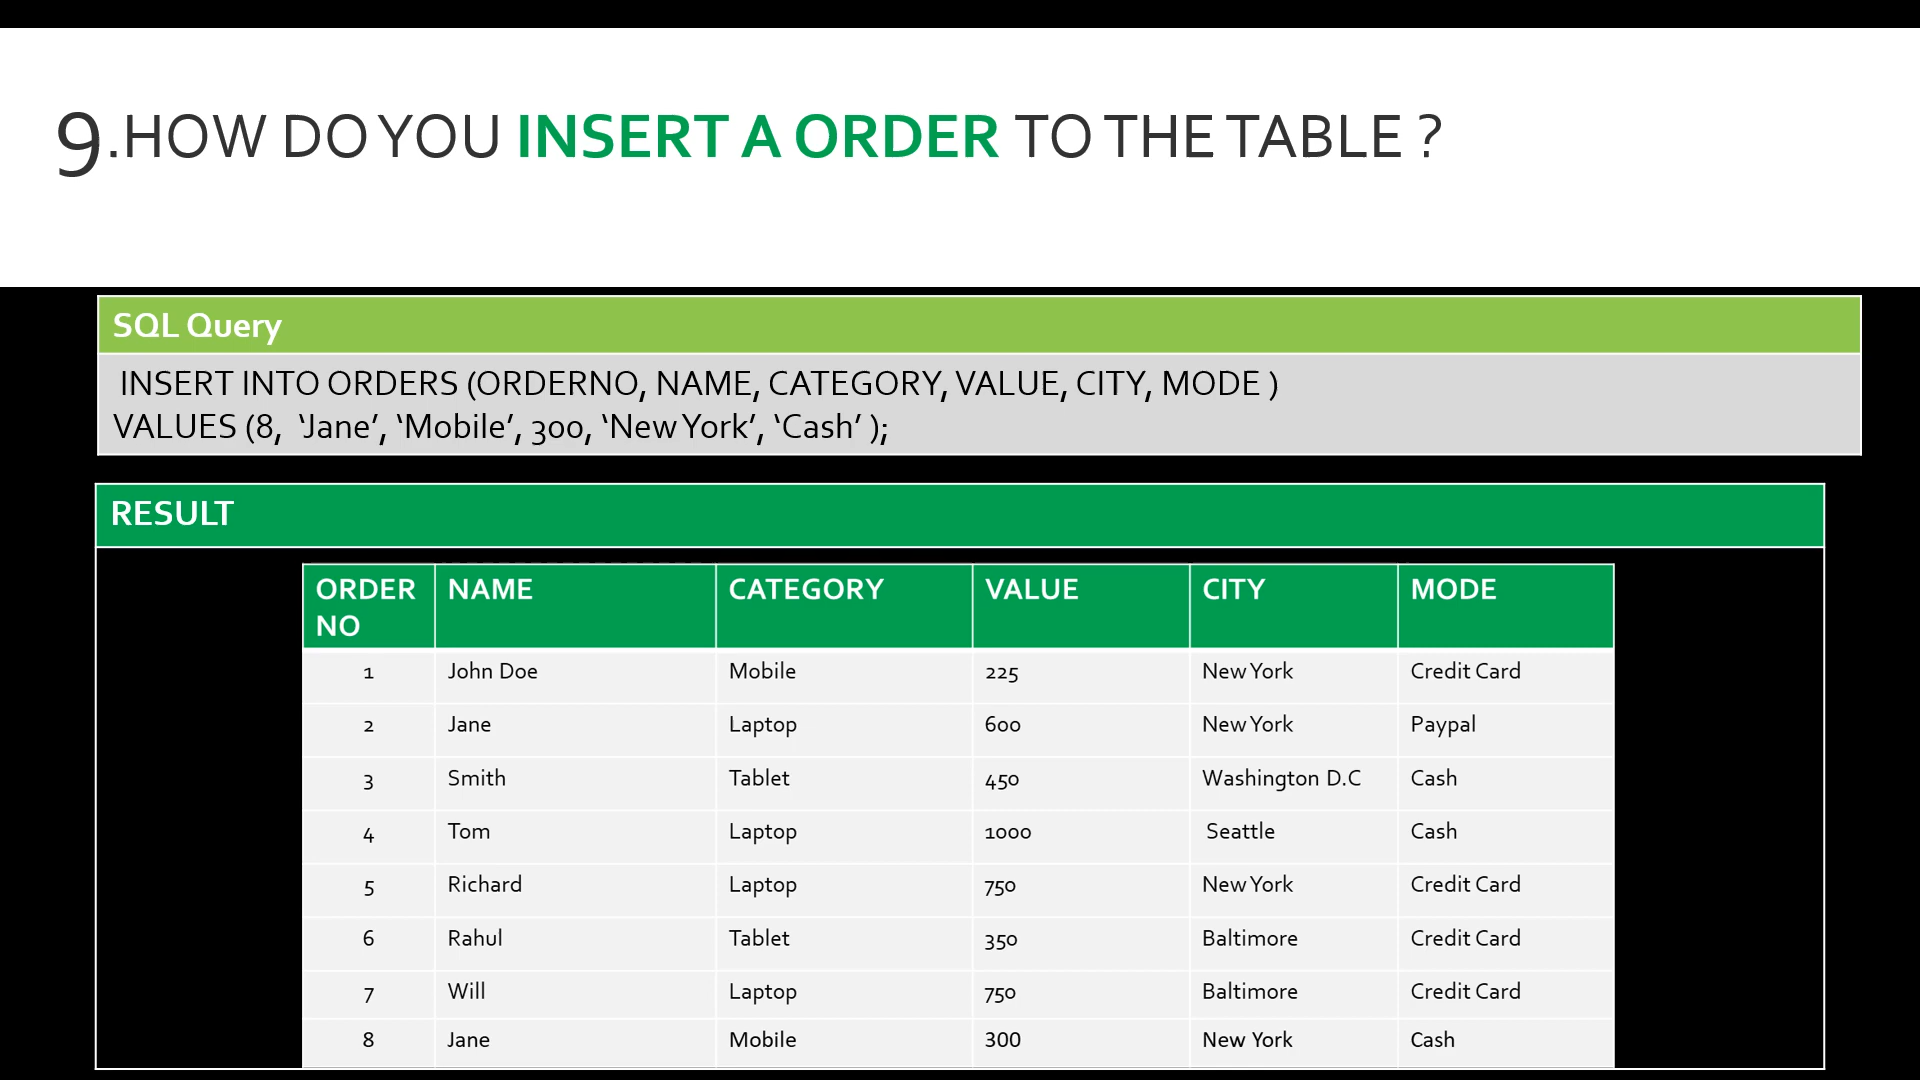 9.HOW DO YOU INSERT A ORDER TO THE TABLE ?
SQL Query
INSERT INTO ORDERS (ORDERNO, NAME, CATEGORY, VALUE, CITY, MODE )
VALUES (8, ‘Jane’, ‘Mobile’, 300, ‘New York’, ‘Cash’ );
RESULT
ORDER NO NAME CATEGORY VALUE CITY MODE
1 John Doe Mobile 225 New York Credit Card
2 Jane Laptop 600 New York Paypal
3 Smith Tablet 450 Washington D.C Cash
4 Tom Laptop 1000 Seattle Cash
5 Richard Laptop 750 New York Credit Card
6 Rahul Tablet 350 Baltimore Credit Card
7 Will Laptop 750 Baltimore Credit Card
8 Jane Mobile 300 New York Cash